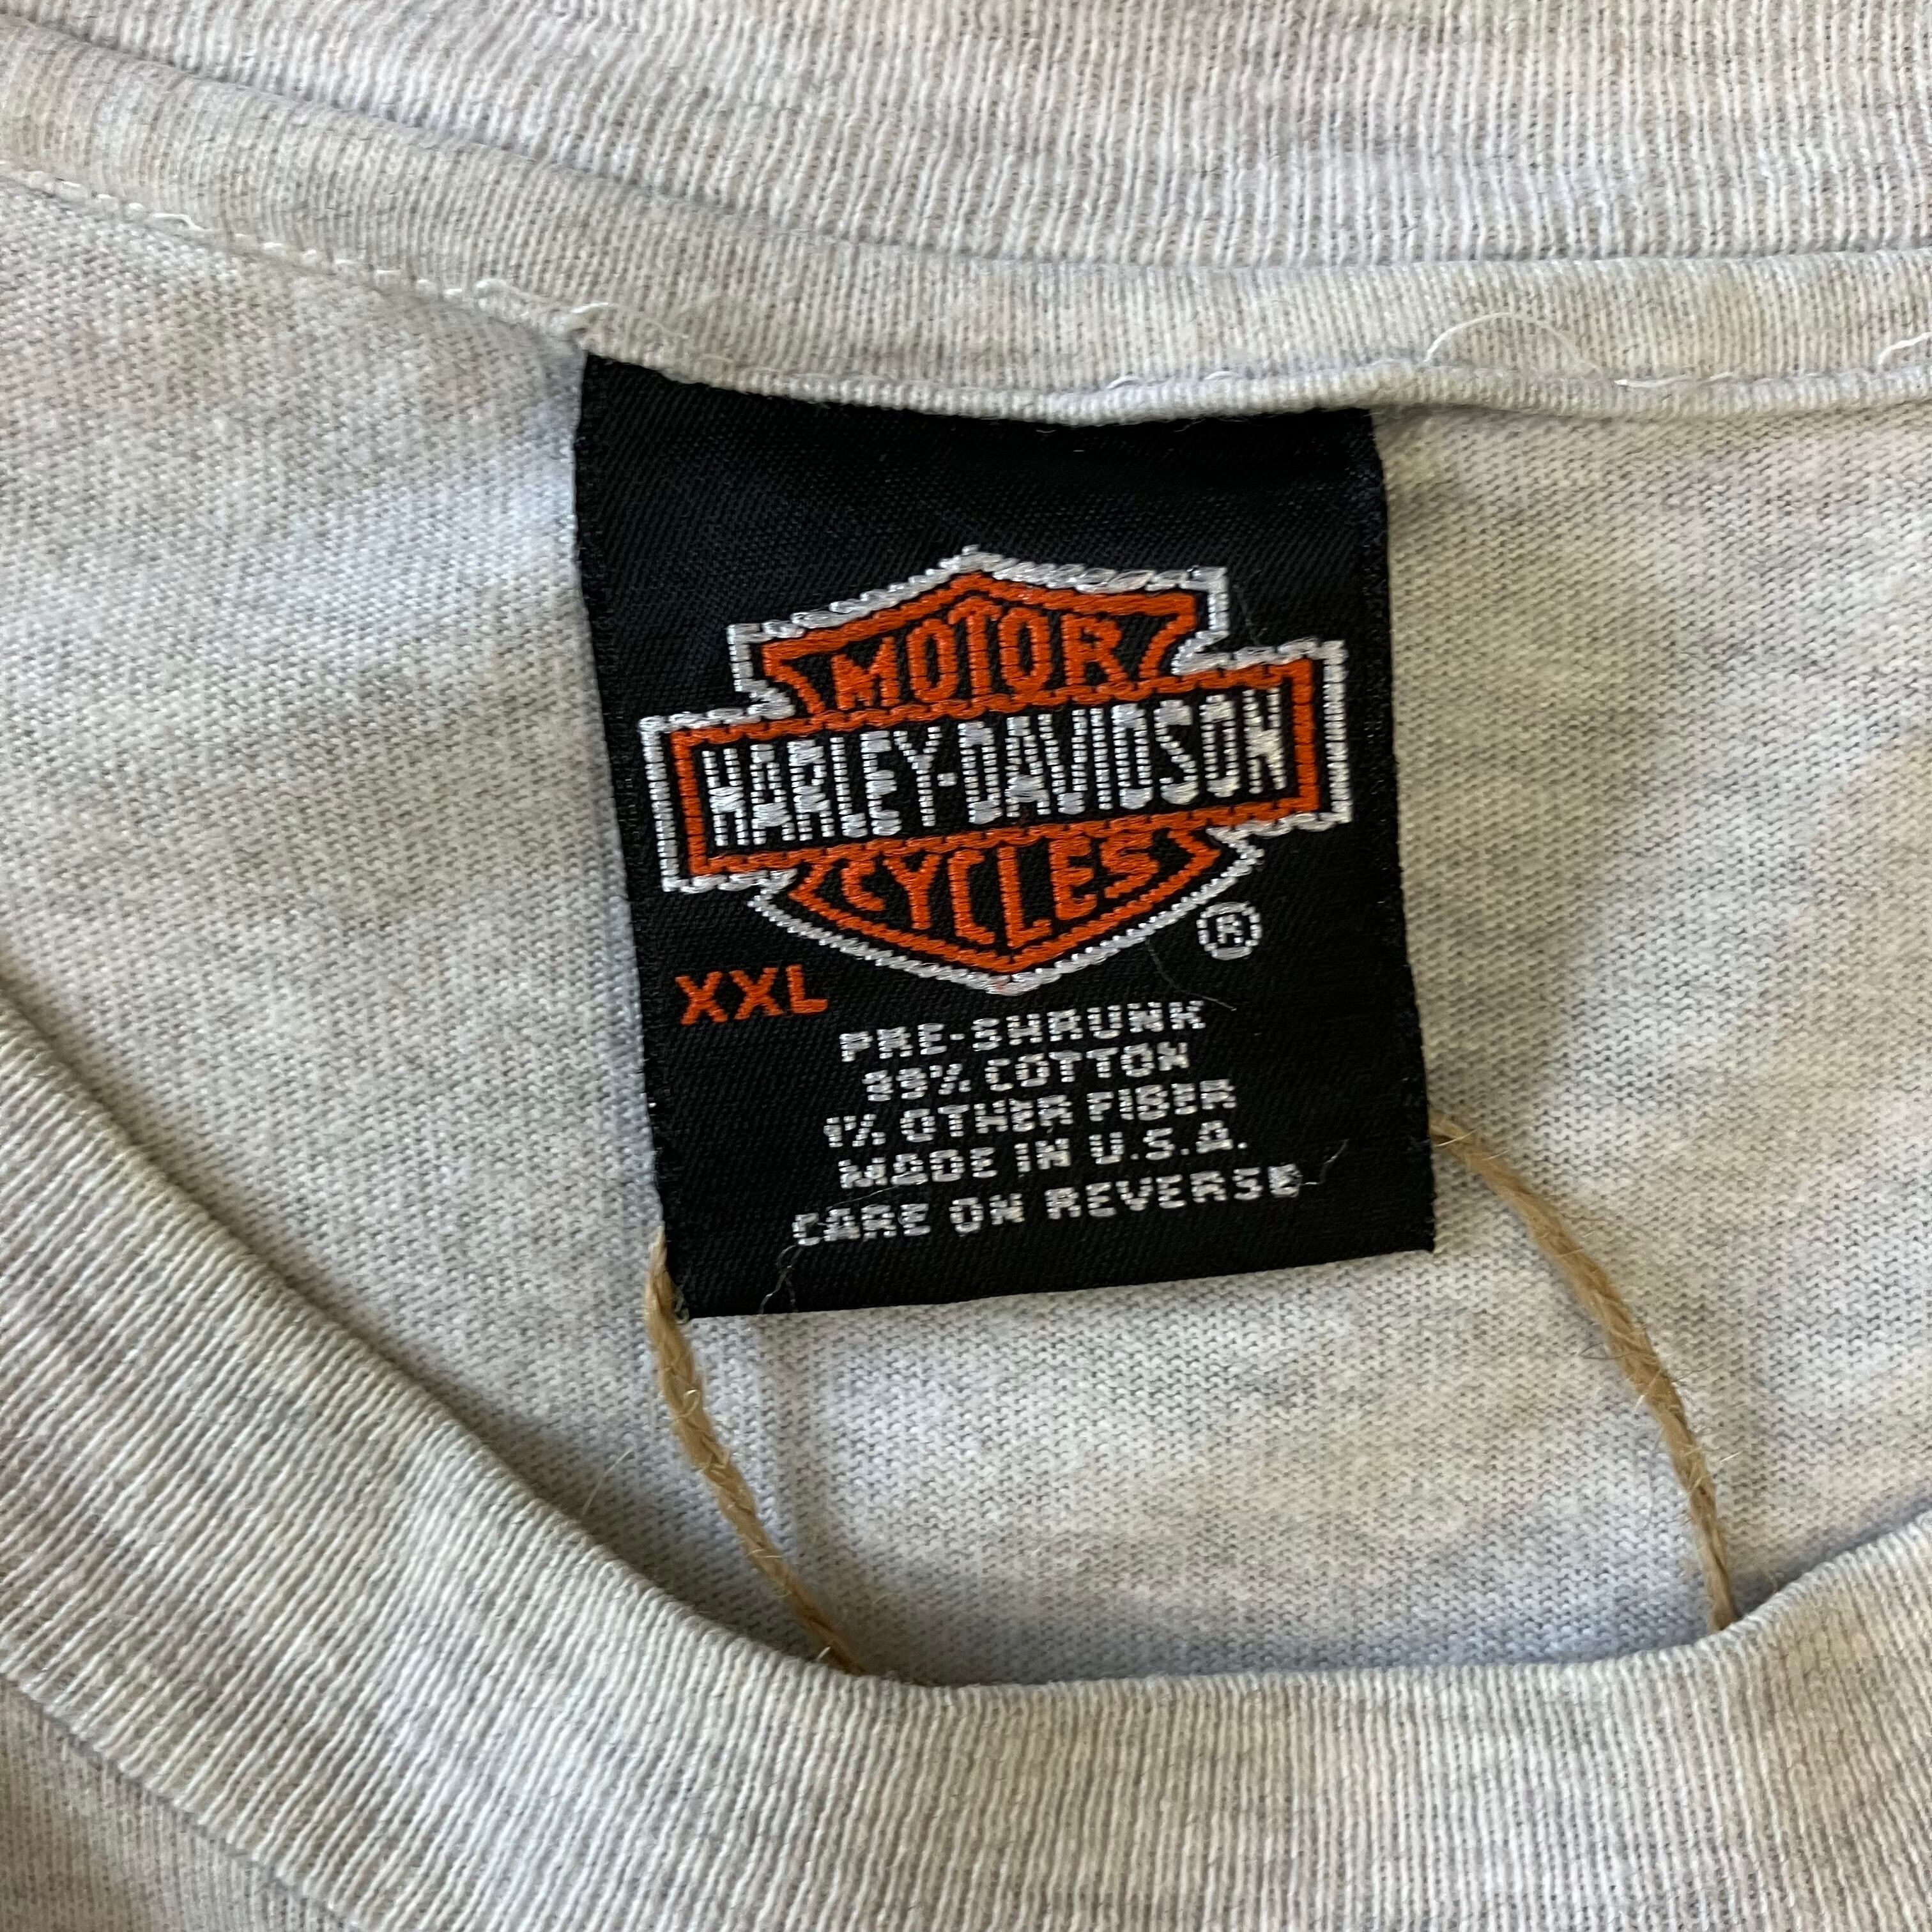 MOTOR
HARLEY-DAVIDSON
CYCLES
®
XXL
PRE-SHRUNK
99% COTTON
1% OTHER FIBER
MADE IN U.S.A.
CARE ON REVERSE